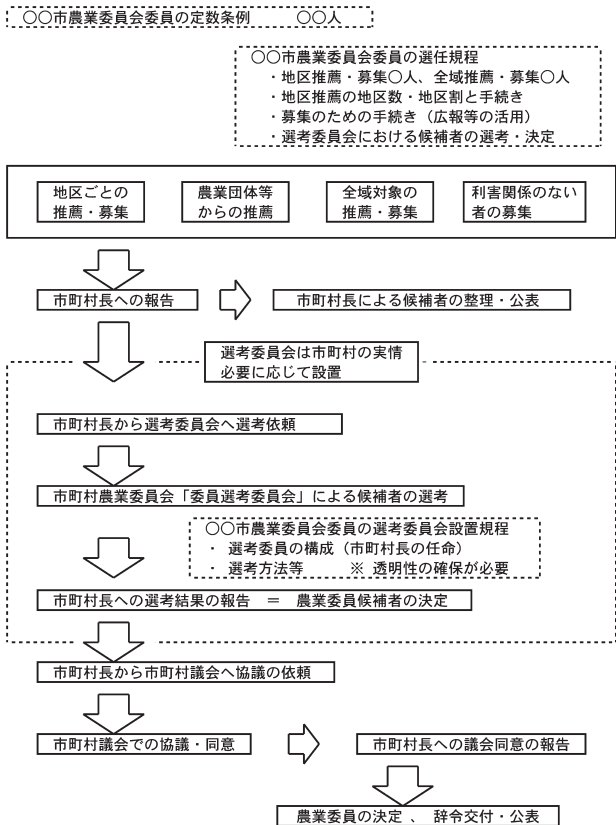 〇〇市農業委員会委員の定数条例　　〇〇人
〇〇市農業委員会委員の選任規程
・地区推薦・募集〇人、全域推薦・募集〇人
・地区推薦の地区数・地区割と手続き
・募集のための手続き（広報等の活用）
・選考委員会における候補者の選考・決定
地区ごとの
推薦・募集
農業団体等
からの推薦
全域対象の
推薦・募集
利害関係のない
者の募集
市町村長への報告
市町村長による候補者の整理・公表
選考委員会は市町村の実情
必要に応じて設置
市町村長から選考委員会へ選考依頼
市町村農業委員会「委員選考委員会」による候補者の選考
〇〇市農業委員会委員の選考委員会設置規程
・ 選考委員の構成（市町村長の任命）
・ 選考方法等　　※ 透明性の確保が必要
市町村長への選考結果の報告 ＝ 農業委員候補者の決定
市町村長から市町村議会へ協議の依頼
市町村議会での協議・同意
市町村長への議会同意の報告
農業委員の決定 、 辞令交付・公表